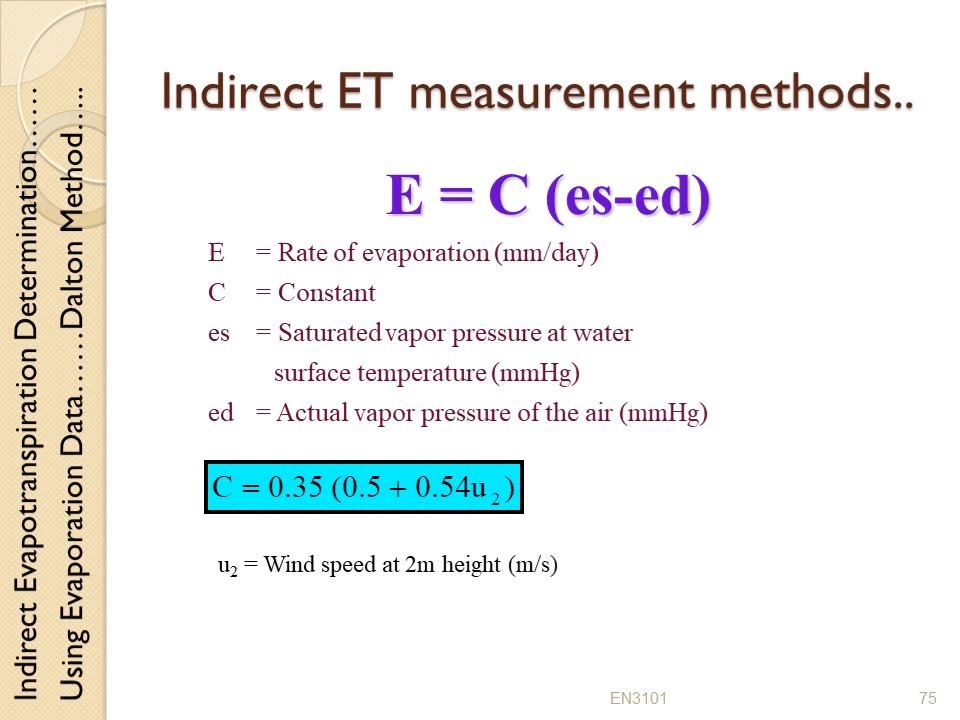 Indirect Evapotranspiration Determination……
Using Evaporation Data……Dalton Method…..
Indirect ET measurement methods..
E = C (es-ed)
E = Rate of evaporation (mm/day)
C = Constant
es = Saturated vapor pressure at water
surface temperature (mmHg)
ed = Actual vapor pressure of the air (mmHg)
C = 0.35 (0.5 + 0.54u₂)
u₂ = Wind speed at 2m height (m/s)
EN3101 75